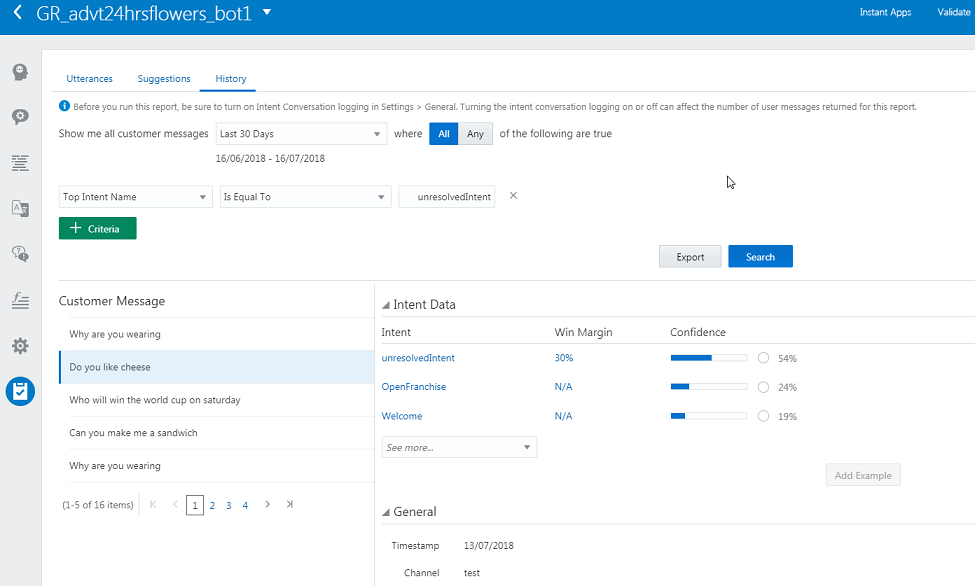 GR_advt24hrsflowers_bot1
Instant Apps Validate
Utterances Suggestions History
Before you run this report, be sure to turn on Intent Conversation logging in Settings > General. Turning the intent conversation logging on or off can affect the number of user messages returned for this report.
Show me all customer messages Last 30 Days where All Any of the following are true
16/06/2018 - 16/07/2018
Top Intent Name Is Equal To unresolvedIntent
+ Criteria
Export Search
Customer Message
Why are you wearing
Do you like cheese
Who will win the world cup on saturday
Can you make me a sandwich
Why are you wearing
(1-5 of 16 items) 1 2 3 4
Intent Data
Intent Win Margin Confidence
unresolvedIntent 30% 54%
OpenFranchise N/A 24%
Welcome N/A 19%
See more...
Add Example
General
Timestamp 13/07/2018
Channel test